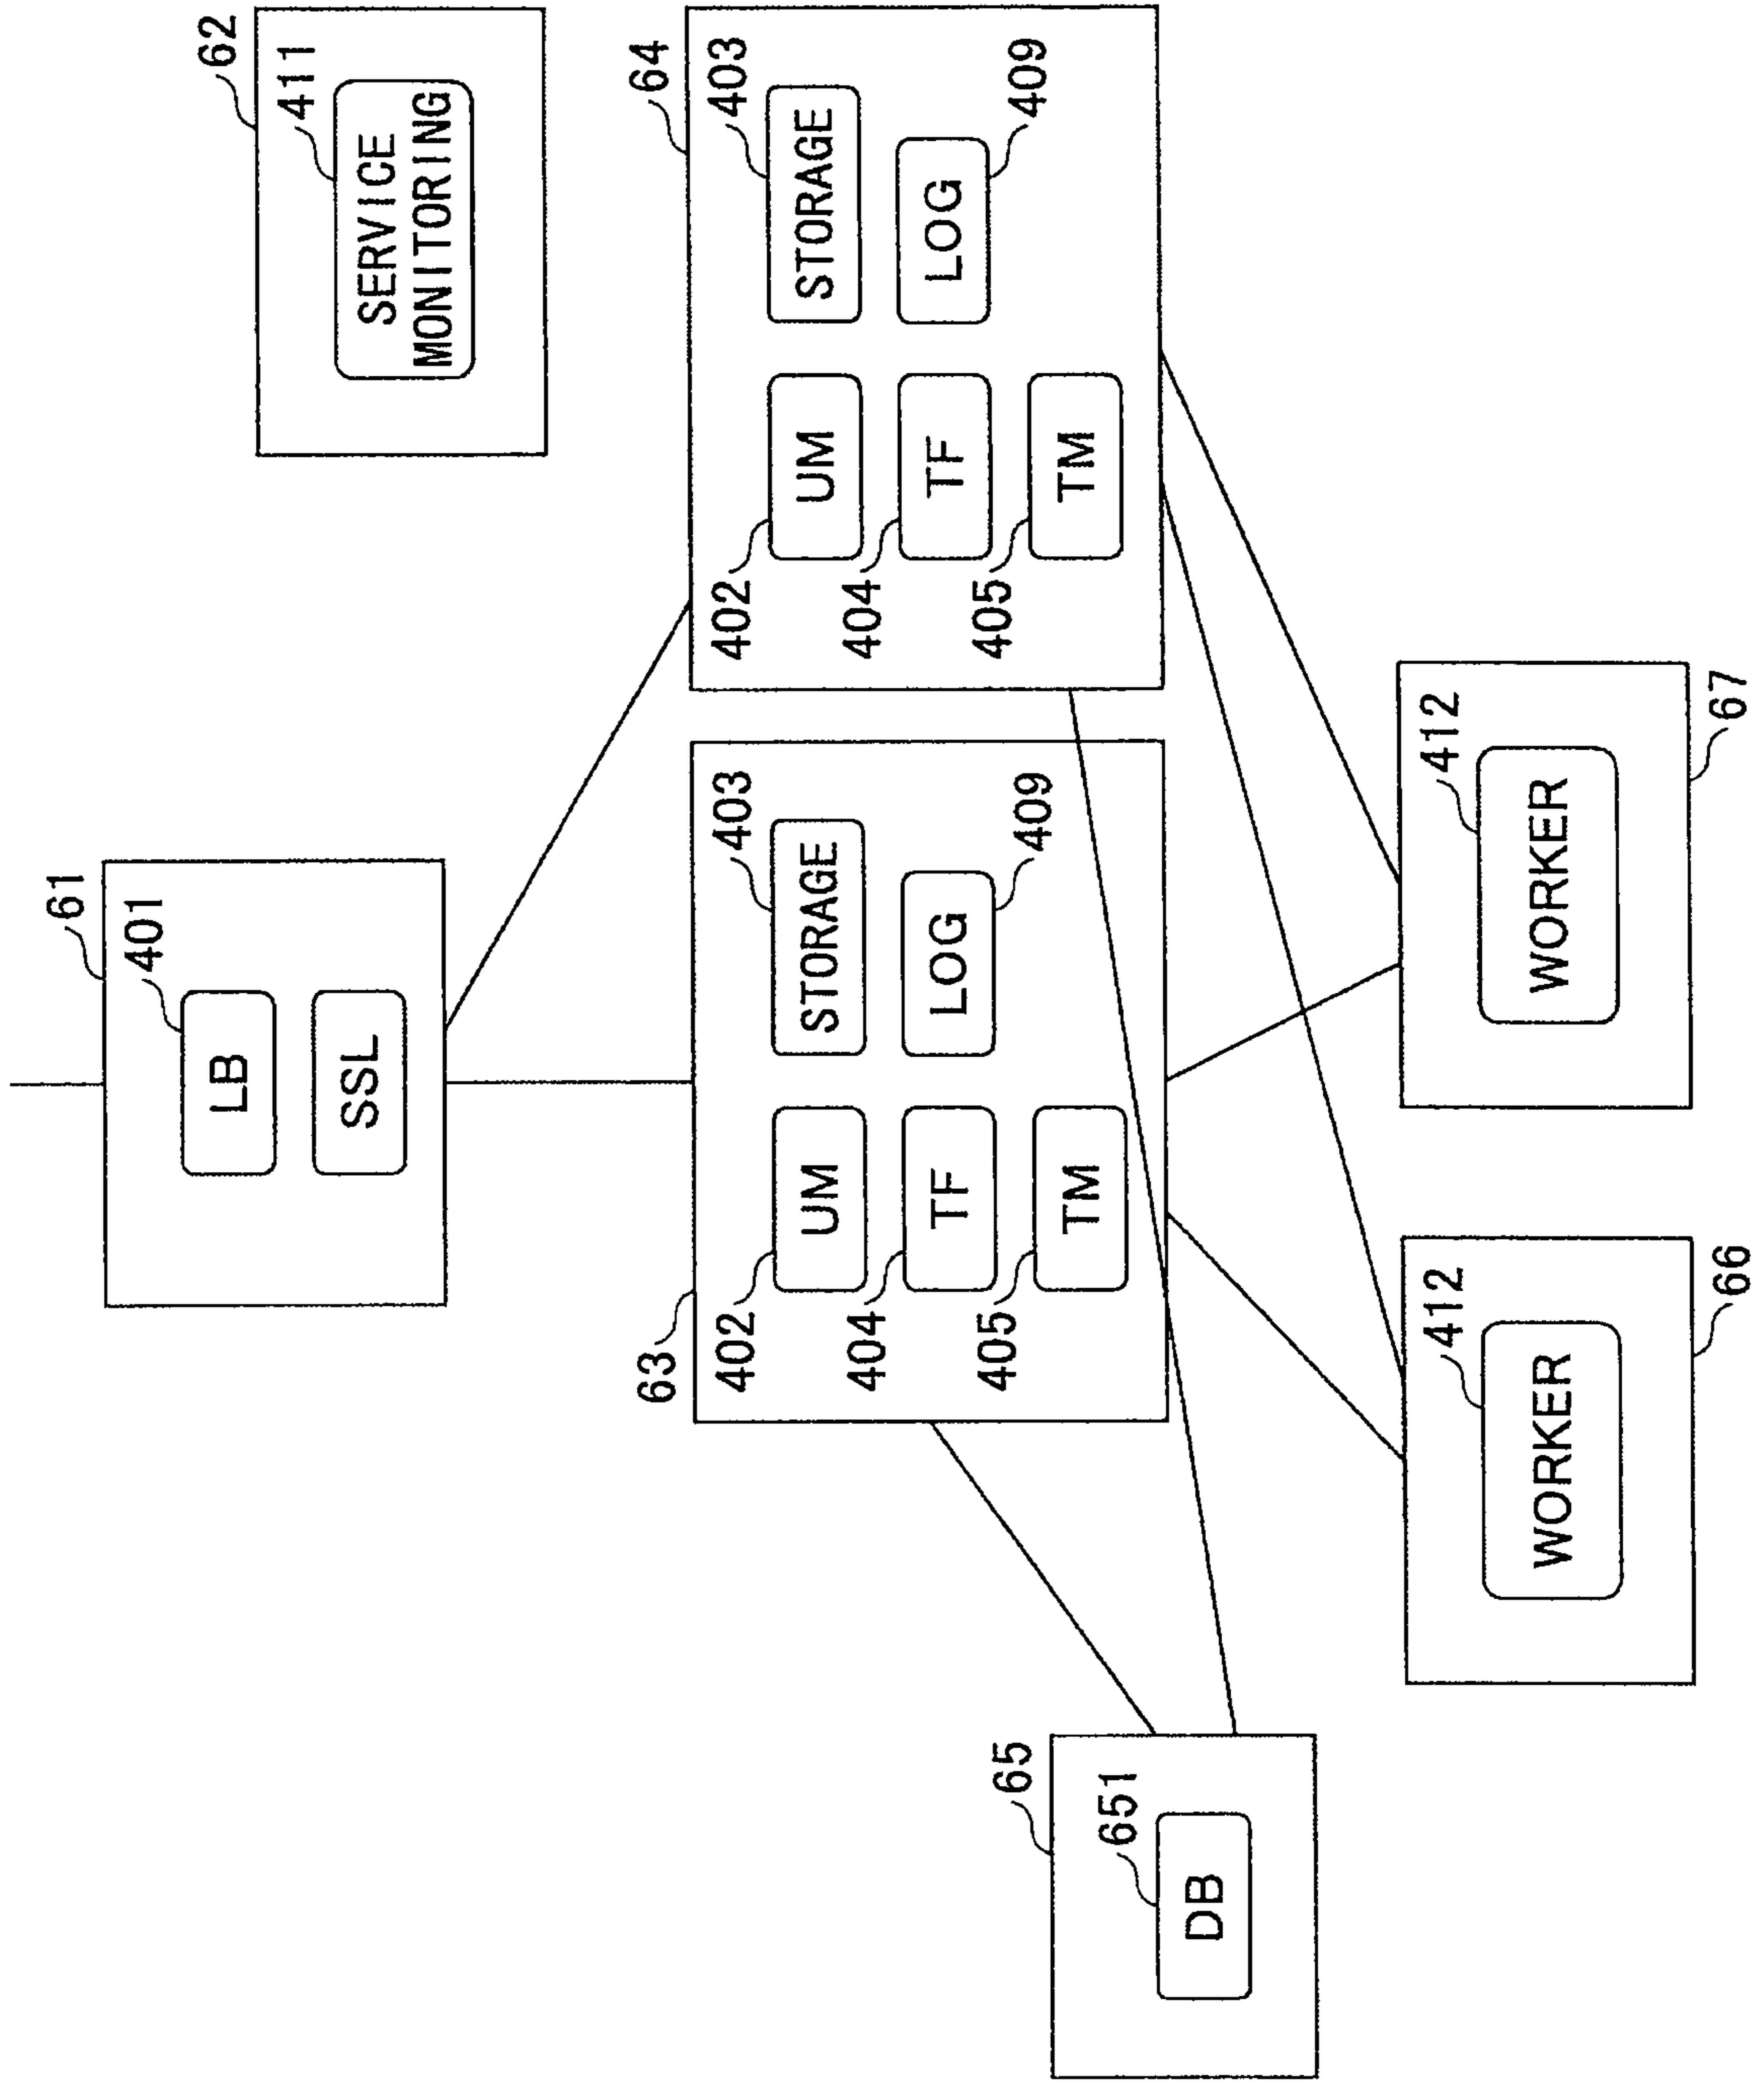 61
401
LB
SSL
62
411
SERVICE
MONITORING
63
402
UM
403
STORAGE
404
TF
LOG
409
405
TM
64
402
UM
403
STORAGE
404
TF
LOG
409
405
TM
65
651
DB
412
WORKER
66
412
WORKER
67